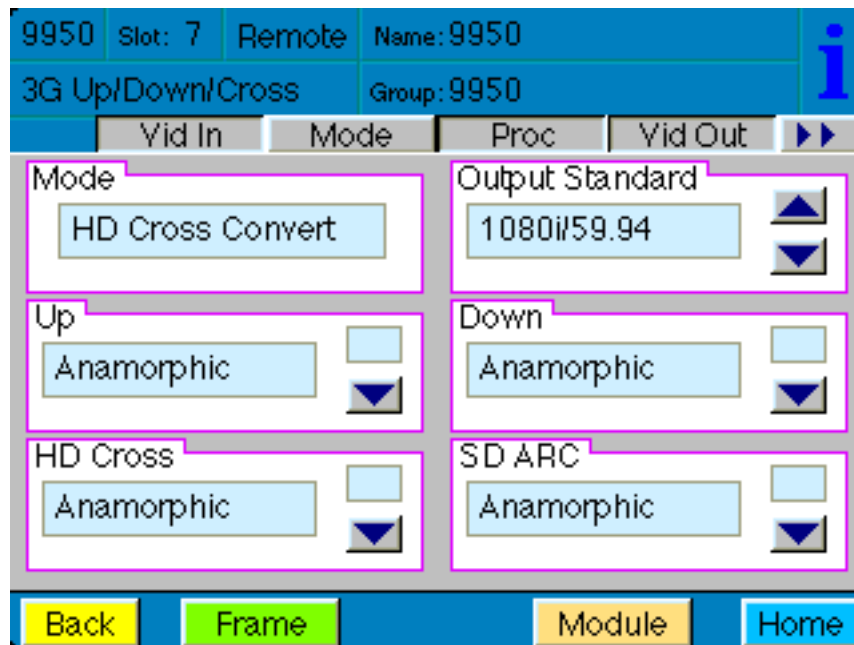 9950 Slot: 7 Remote Name: 9950
3G Up/Down/Cross Group: 9950
i
Vid In Mode Proc Vid Out
Mode
HD Cross Convert
Output Standard
1080i/59.94
Up
Anamorphic
Down
Anamorphic
HD Cross
Anamorphic
SD ARC
Anamorphic
Back Frame Module Home